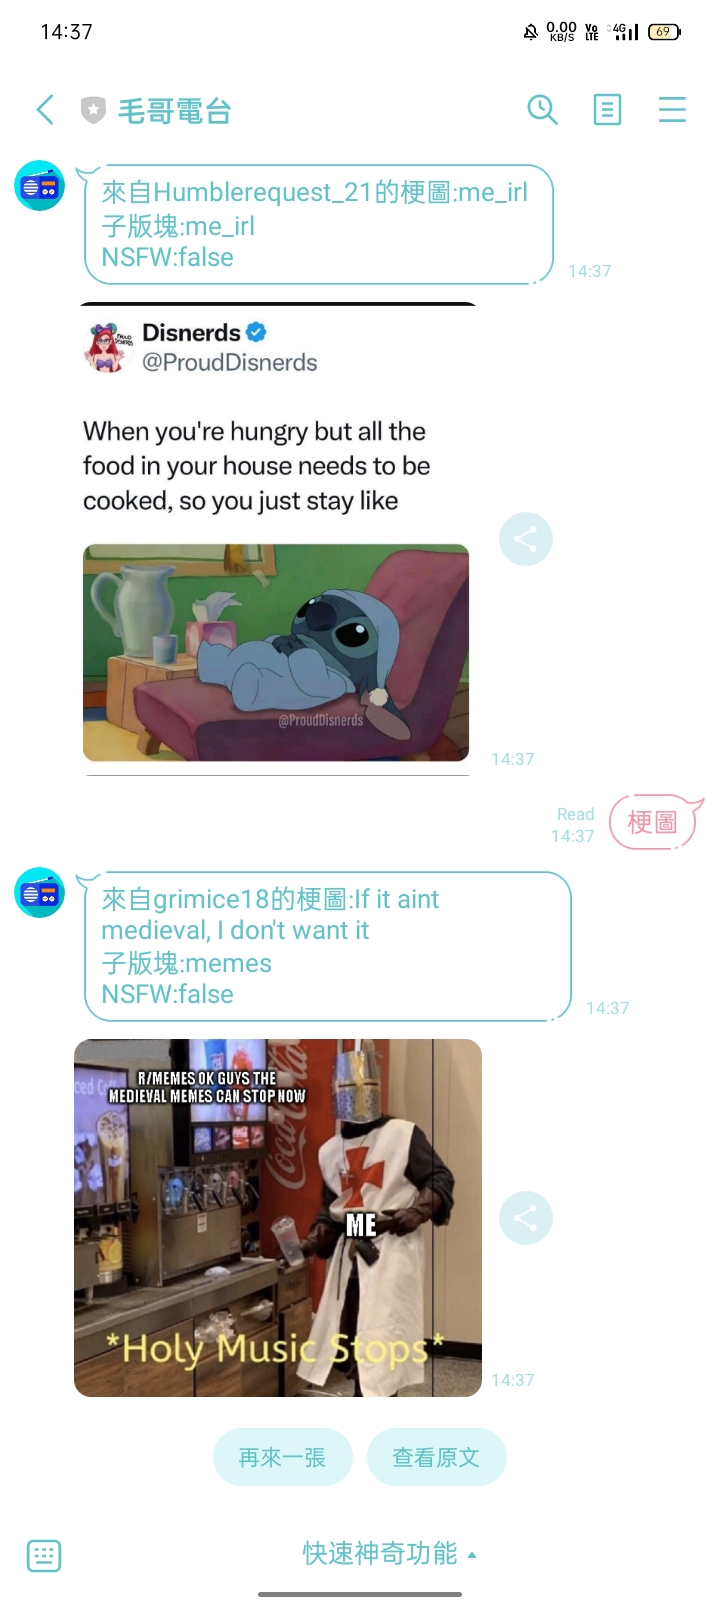 14:37
0.00
KB/S
Vo
LTE
4G
69
毛哥電台
來自Humblerequest_21的梗圖:me_irl
子版塊:me_irl
NSFW:false
14:37
Disnerds
@ProudDisnerds
When you're hungry but all the
food in your house needs to be
cooked, so you just stay like
@ProudDisnerds
14:37
Read
14:37
梗圖
來自grimice18的梗圖:If it aint
medieval, I don't want it
子版塊:memes
NSFW:false
14:37
R/MEMES OK GUYS THE
MEDIEVAL MEMES CAN STOP NOW
Coca-Cola
ME
*Holy Music Stops*
14:37
再來一張
查看原文
快速神奇功能